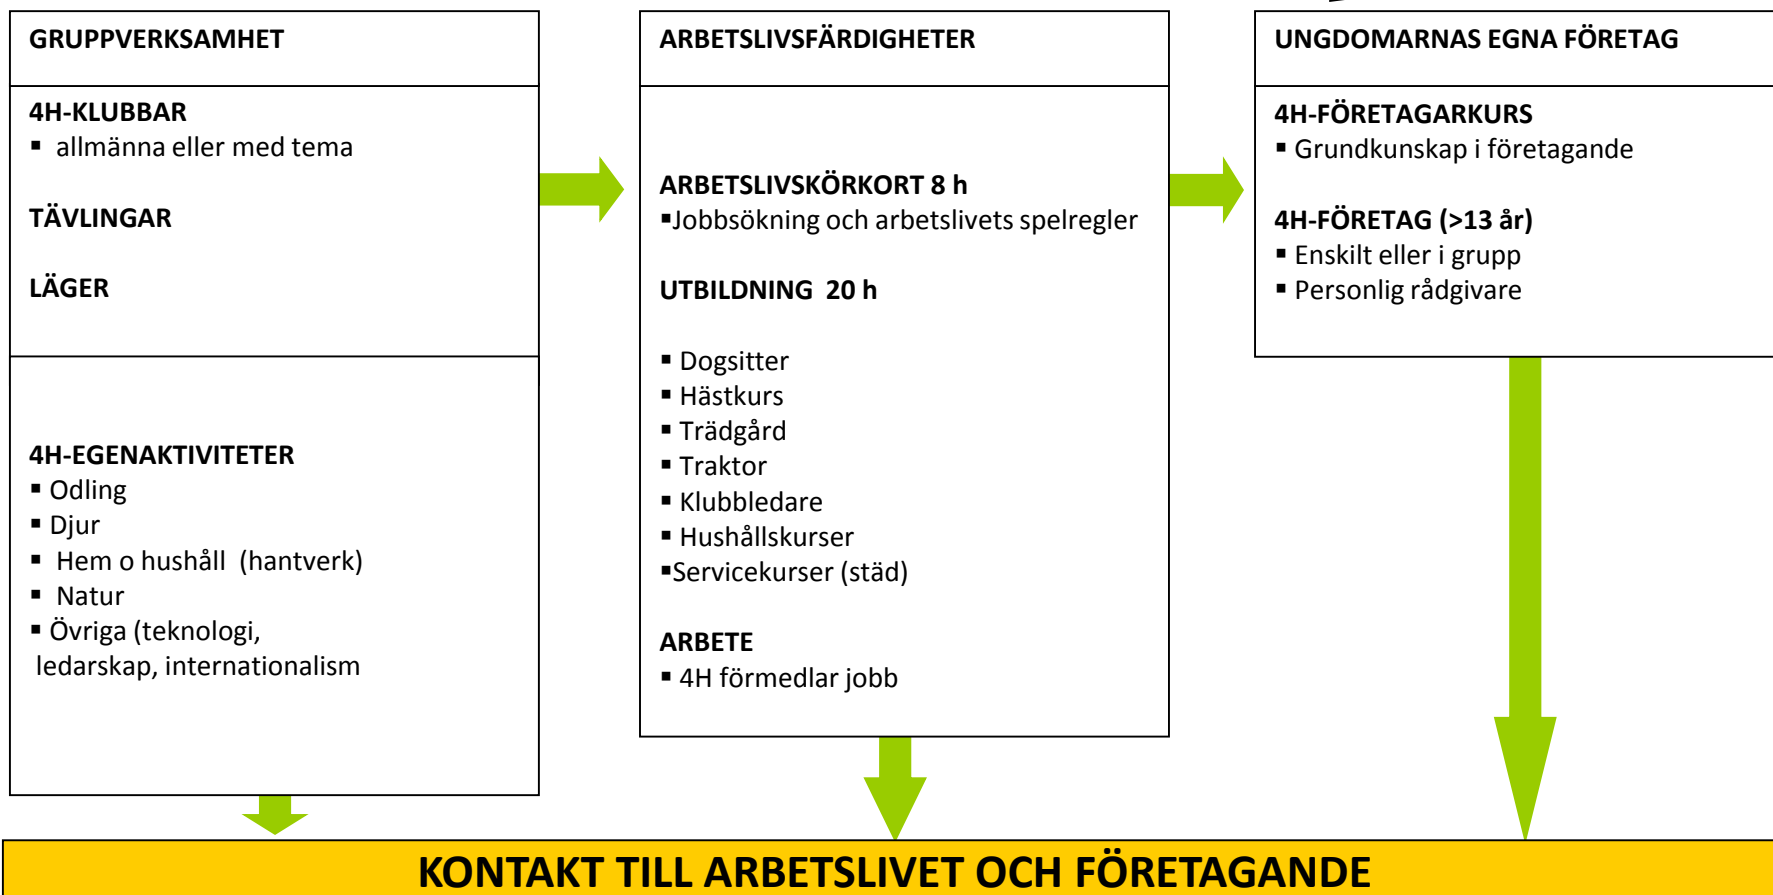 GRUPPVERKSAMHET
4H-KLUBBAR
▪ allmänna eller med tema
TÄVLINGAR
LÄGER
4H-EGENAKTIVITETER
▪ Odling
▪ Djur
▪ Hem o hushåll (hantverk)
▪ Natur
▪ Övriga (teknologi,
ledarskap, internationalism
ARBETSLIVSFÄRDIGHETER
ARBETSLIVSKÖRKORT 8 h
▪Jobbsökning och arbetslivets spelregler
UTBILDNING 20 h
▪ Dogsitter
▪ Hästkurs
▪ Trädgård
▪ Traktor
▪ Klubbledare
▪ Hushållskurser
▪Servicekurser (städ)
ARBETE
▪ 4H förmedlar jobb
UNGDOMARNAS EGNA FÖRETAG
4H-FÖRETAGARKURS
▪ Grundkunskap i företagande
4H-FÖRETAG (>13 år)
▪ Enskilt eller i grupp
▪ Personlig rådgivare
KONTAKT TILL ARBETSLIVET OCH FÖRETAGANDE